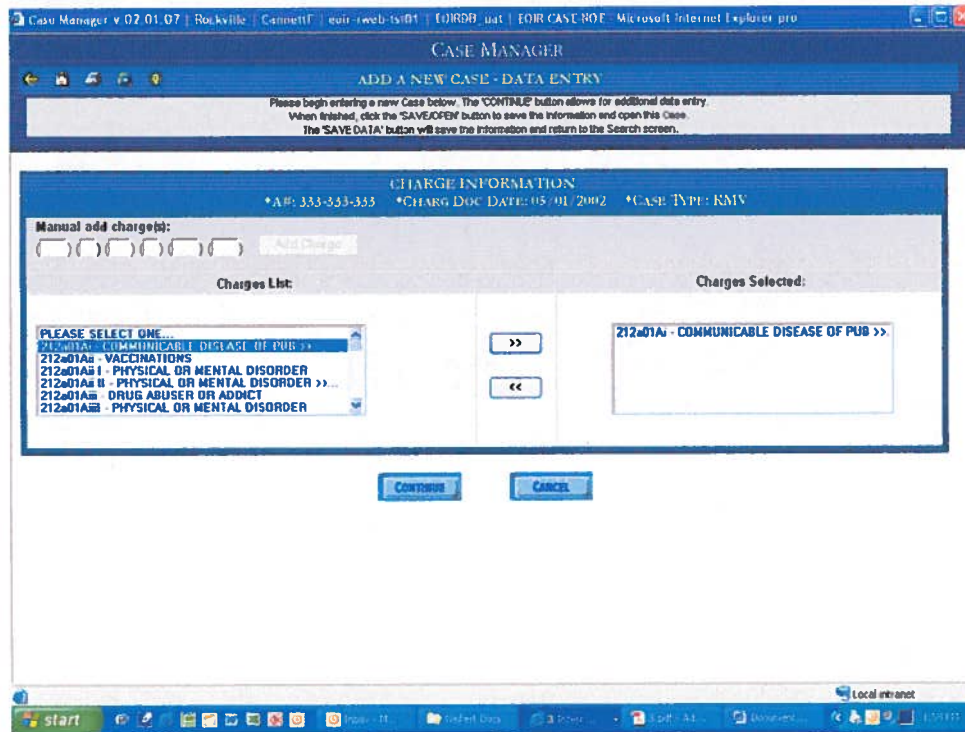 Case Manager v.02.01.07 | Rockville | GannettF | eoir-iweb-tst01 | EOIRDB_uat | EOIR CASE-NOT - Microsoft Internet Explorer pro
CASE MANAGER
ADD A NEW CASE - DATA ENTRY
Please begin entering a new Case below. The 'CONTINUE' button allows for additional data entry.
When finished, click the 'SAVE/OPEN' button to save the information and open this Case.
The 'SAVE DATA' button will save the information and return to the Search screen.
CHARGE INFORMATION
*A#: 333-333-333 *CHARG DOC DATE: 05/01/2002 *CASE TYPE: RMV
Manual add charge(s):
( ) ( ) ( ) ( ) ( ) ( ) Add Charge
Charges List:
Charges Selected:
PLEASE SELECT ONE...
212a01Ai - COMMUNICABLE DISEASE OF PUB >>
212a01Aii - VACCINATIONS
212a01Aii I - PHYSICAL OR MENTAL DISORDER
212a01Aii II - PHYSICAL OR MENTAL DISORDER >>...
212a01Aiii - DRUG ABUSER OR ADDICT
212a01Aiii - PHYSICAL OR MENTAL DISORDER
>>
<<
212a01Ai - COMMUNICABLE DISEASE OF PUB >>
CONTINUE
CANCEL
Local intranet
start